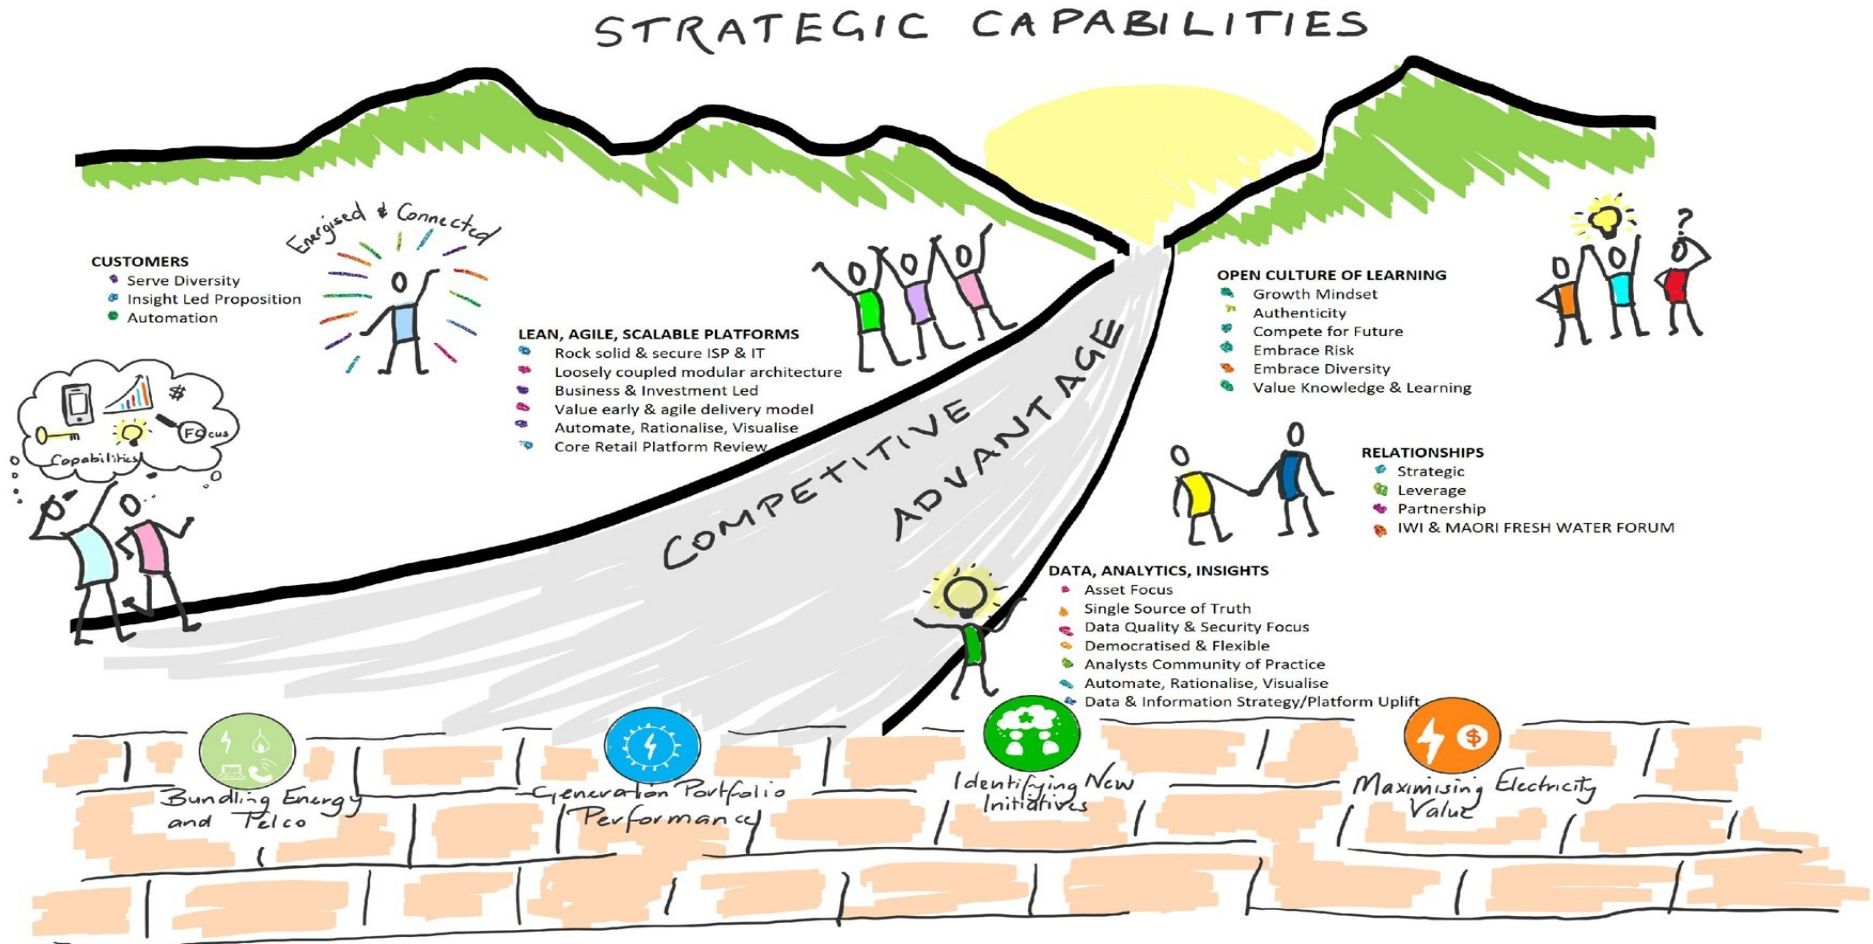 STRATEGIC CAPABILITIES
Energised & Connected
CUSTOMERS
Serve Diversity
Insight Led Proposition
Automation
$
Focus
Capabilities
LEAN, AGILE, SCALABLE PLATFORMS
Rock solid & secure ISP & IT
Loosely coupled modular architecture
Business & Investment Led
Value early & agile delivery model
Automate, Rationalise, Visualise
Core Retail Platform Review
COMPETITIVE
ADVANTAGE
?
OPEN CULTURE OF LEARNING
Growth Mindset
Authenticity
Compete for Future
Embrace Risk
Embrace Diversity
Value Knowledge & Learning
RELATIONSHIPS
Strategic
Leverage
Partnership
IWI & MAORI FRESH WATER FORUM
DATA, ANALYTICS, INSIGHTS
Asset Focus
Single Source of Truth
Data Quality & Security Focus
Democratised & Flexible
Analysts Community of Practice
Automate, Rationalise, Visualise
Data & Information Strategy/Platform Uplift
Bundling Energy
and Telco
Generation Portfolio
Performance
Identifying New
Initiatives
$
Maximising Electricity
Value